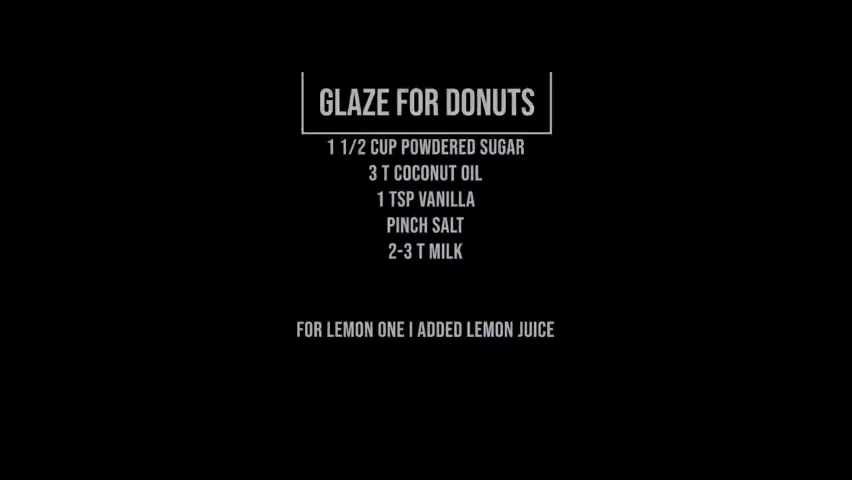 GLAZE FOR DONUTS
1 1/2 CUP POWDERED SUGAR
3 T COCONUT OIL
1 TSP VANILLA
PINCH SALT
2-3 T MILK
FOR LEMON ONE I ADDED LEMON JUICE